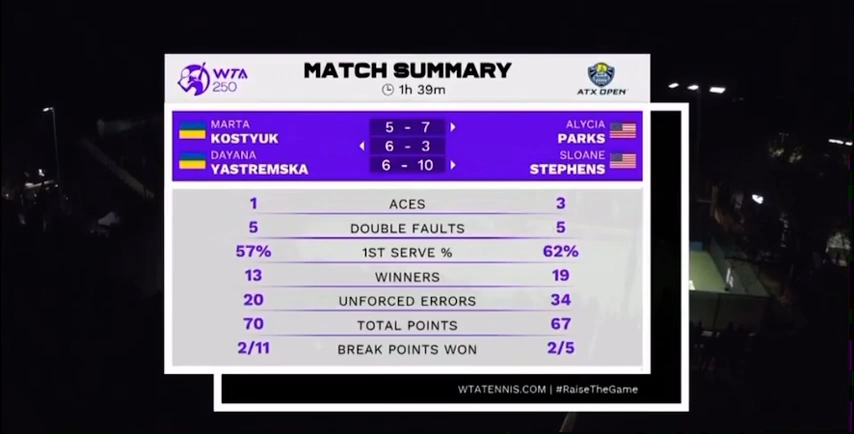 WTA
250
MATCH SUMMARY
1h 39m
ATX OPEN
MARTA
KOSTYUK
DAYANA
YASTREMSKA
5 - 7
6 - 3
6 - 10
ALYCIA
PARKS
SLOANE
STEPHENS
1 ACES 3
5 DOUBLE FAULTS 5
57% 1ST SERVE % 62%
13 WINNERS 19
20 UNFORCED ERRORS 34
70 TOTAL POINTS 67
2/11 BREAK POINTS WON 2/5
WTATENNIS.COM | #RaiseTheGame